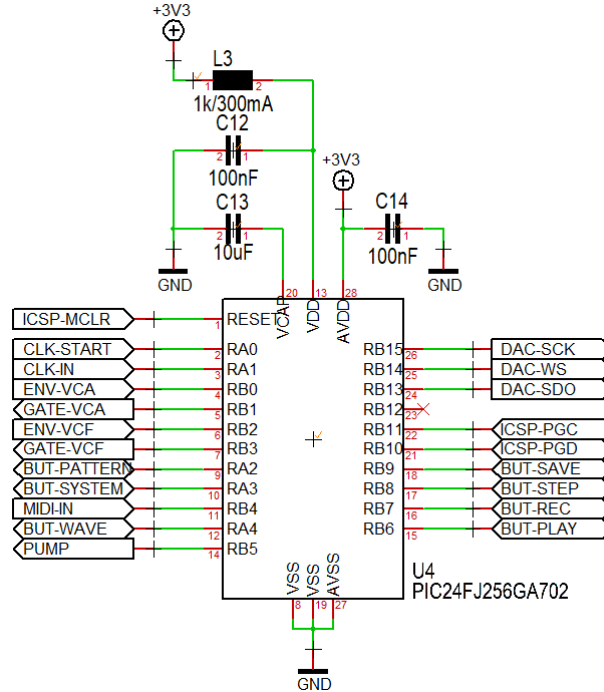 +3V3
L3
1 2
1k/300mA
C12
2 1
100nF
+3V3
C13
2 1
10uF
C14
2 1
100nF
GND
GND
20 13 28
VCAP VDD AVDD
ICSP-MCLR 1 RESET
CLK-START 2 RA0 RB15 26 DAC-SCK
CLK-IN 3 RA1 RB14 25 DAC-WS
ENV-VCA 4 RB0 RB13 24 DAC-SDO
GATE-VCA 5 RB1 RB12 23
ENV-VCF 6 RB2 RB11 22 ICSP-PGC
GATE-VCF 7 RB3 RB10 21 ICSP-PGD
BUT-PATTERN 9 RA2 RB9 18 BUT-SAVE
BUT-SYSTEM 10 RA3 RB8 17 BUT-STEP
MIDI-IN 11 RB4 RB7 16 BUT-REC
BUT-WAVE 12 RA4 RB6 15 BUT-PLAY
PUMP 14 RB5
VSS VSS AVSS
8 19 27
U4
PIC24FJ256GA702
GND